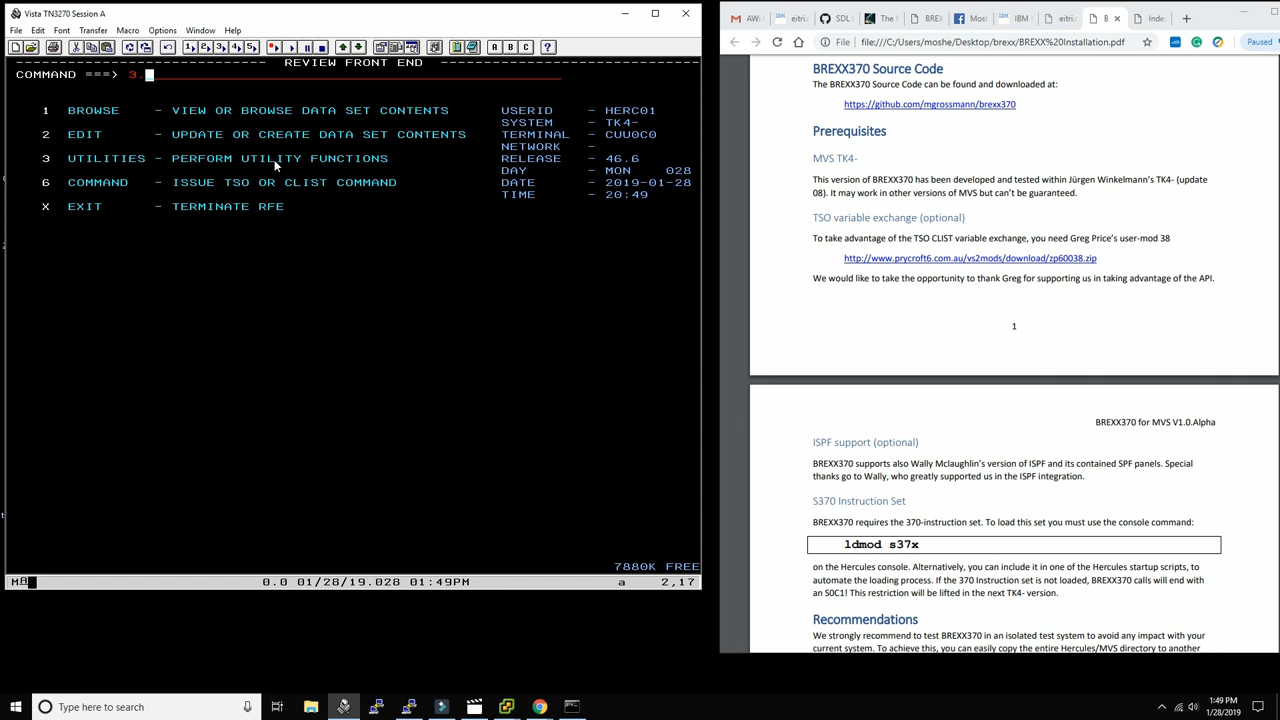 Vista TN3270 Session A
File Edit Font Transfer Macro Options Window Help
REVIEW FRONT END
COMMAND ===> 3.
1 BROWSE - VIEW OR BROWSE DATA SET CONTENTS USERID - HERC01
SYSTEM - TK4-
2 EDIT - UPDATE OR CREATE DATA SET CONTENTS TERMINAL - CUU0C0
NETWORK -
3 UTILITIES - PERFORM UTILITY FUNCTIONS RELEASE - 46.6
DAY - MON 028
6 COMMAND - ISSUE TSO OR CLIST COMMAND DATE - 2019-01-28
TIME - 20:49
X EXIT - TERMINATE RFE
7880K FREE
0.0 01/28/19.028 01:49PM a 2,17
AW: eitri. SDL The BRE Most IBM eitri. B Inde
File file:///C:/Users/moshe/Desktop/brexx/BREXX%20Installation.pdf Paused
BREXX370 Source Code
The BREXX370 Source Code can be found and downloaded at:
https://github.com/mgrossmann/brexx370
Prerequisites
MVS TK4-
This version of BREXX370 has been developed and tested within Jürgen Winkelmann's TK4- (update
08). It may work in other versions of MVS but can't be guaranteed.
TSO variable exchange (optional)
To take advantage of the TSO CLIST variable exchange, you need Greg Price's user-mod 38
http://www.prycroft6.com.au/vs2mods/download/zp60038.zip
We would like to take the opportunity to thank Greg for supporting us in taking advantage of the API.
1
BREXX370 for MVS V1.0.Alpha
ISPF support (optional)
BREXX370 supports also Wally Mclaughlin's version of ISPF and its contained SPF panels. Special
thanks go to Wally, who greatly supported us in the ISPF integration.
S370 Instruction Set
BREXX370 requires the 370-instruction set. To load this set you must use the console command:
ldmod s37x
on the Hercules console. Alternatively, you can include it in one of the Hercules startup scripts, to
automate the loading process. If the 370 Instruction set is not loaded, BREXX370 calls will end with
an S0C1! This restriction will be lifted in the next TK4- version.
Recommendations
We strongly recommend to test BREXX370 in an isolated test system to avoid any impact with your
current system. To achieve this, you can easily copy the entire Hercules/MVS directory to another
Type here to search
1:49 PM
1/28/2019